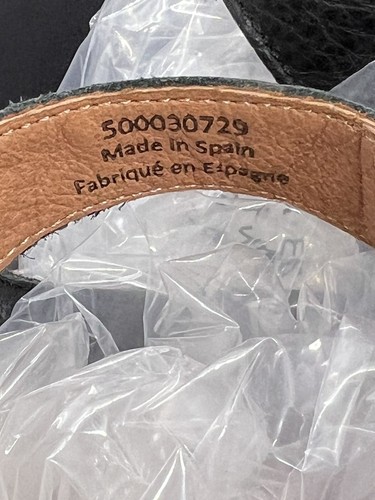 500030729
Made in Spain
Fabriqué en Espagne